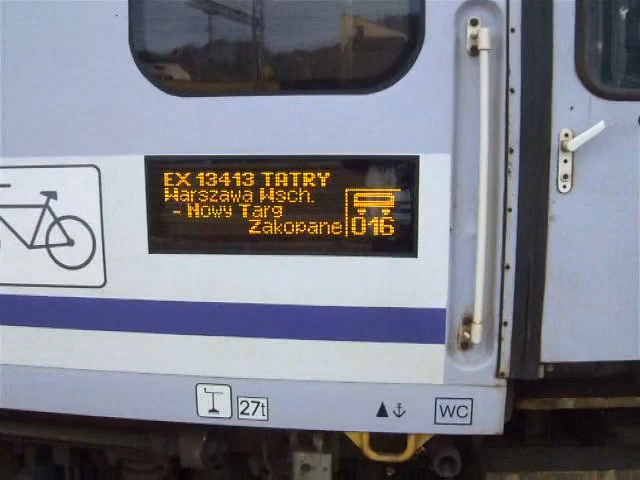 EX 13413 TATRY
Warszawa Wsch.
- Nowy Targ
Zakopane
016
27t
WC